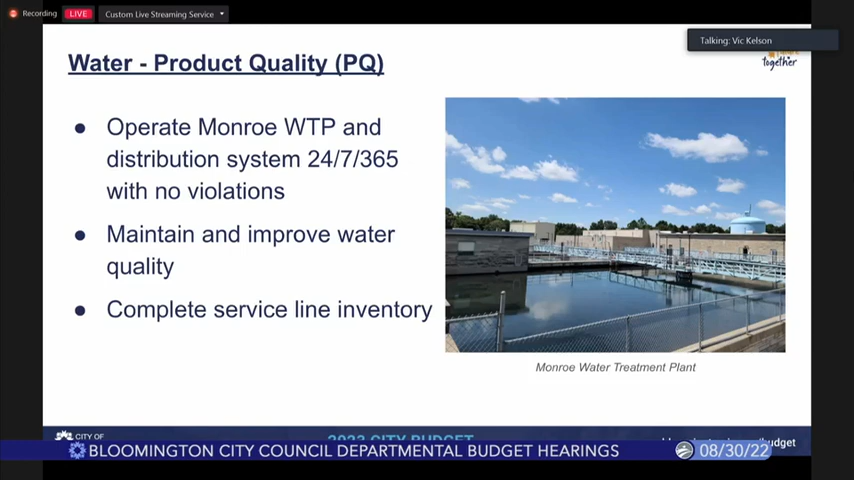 Recording
LIVE
Custom Live Streaming Service
Talking: Vic Kelson
together
Water - Product Quality (PQ)
● Operate Monroe WTP and
distribution system 24/7/365
with no violations
● Maintain and improve water
quality
● Complete service line inventory
Monroe Water Treatment Plant
CITY OF
2023 CITY BUDGET
BLOOMINGTON CITY COUNCIL DEPARTMENTAL BUDGET HEARINGS
08/30/22